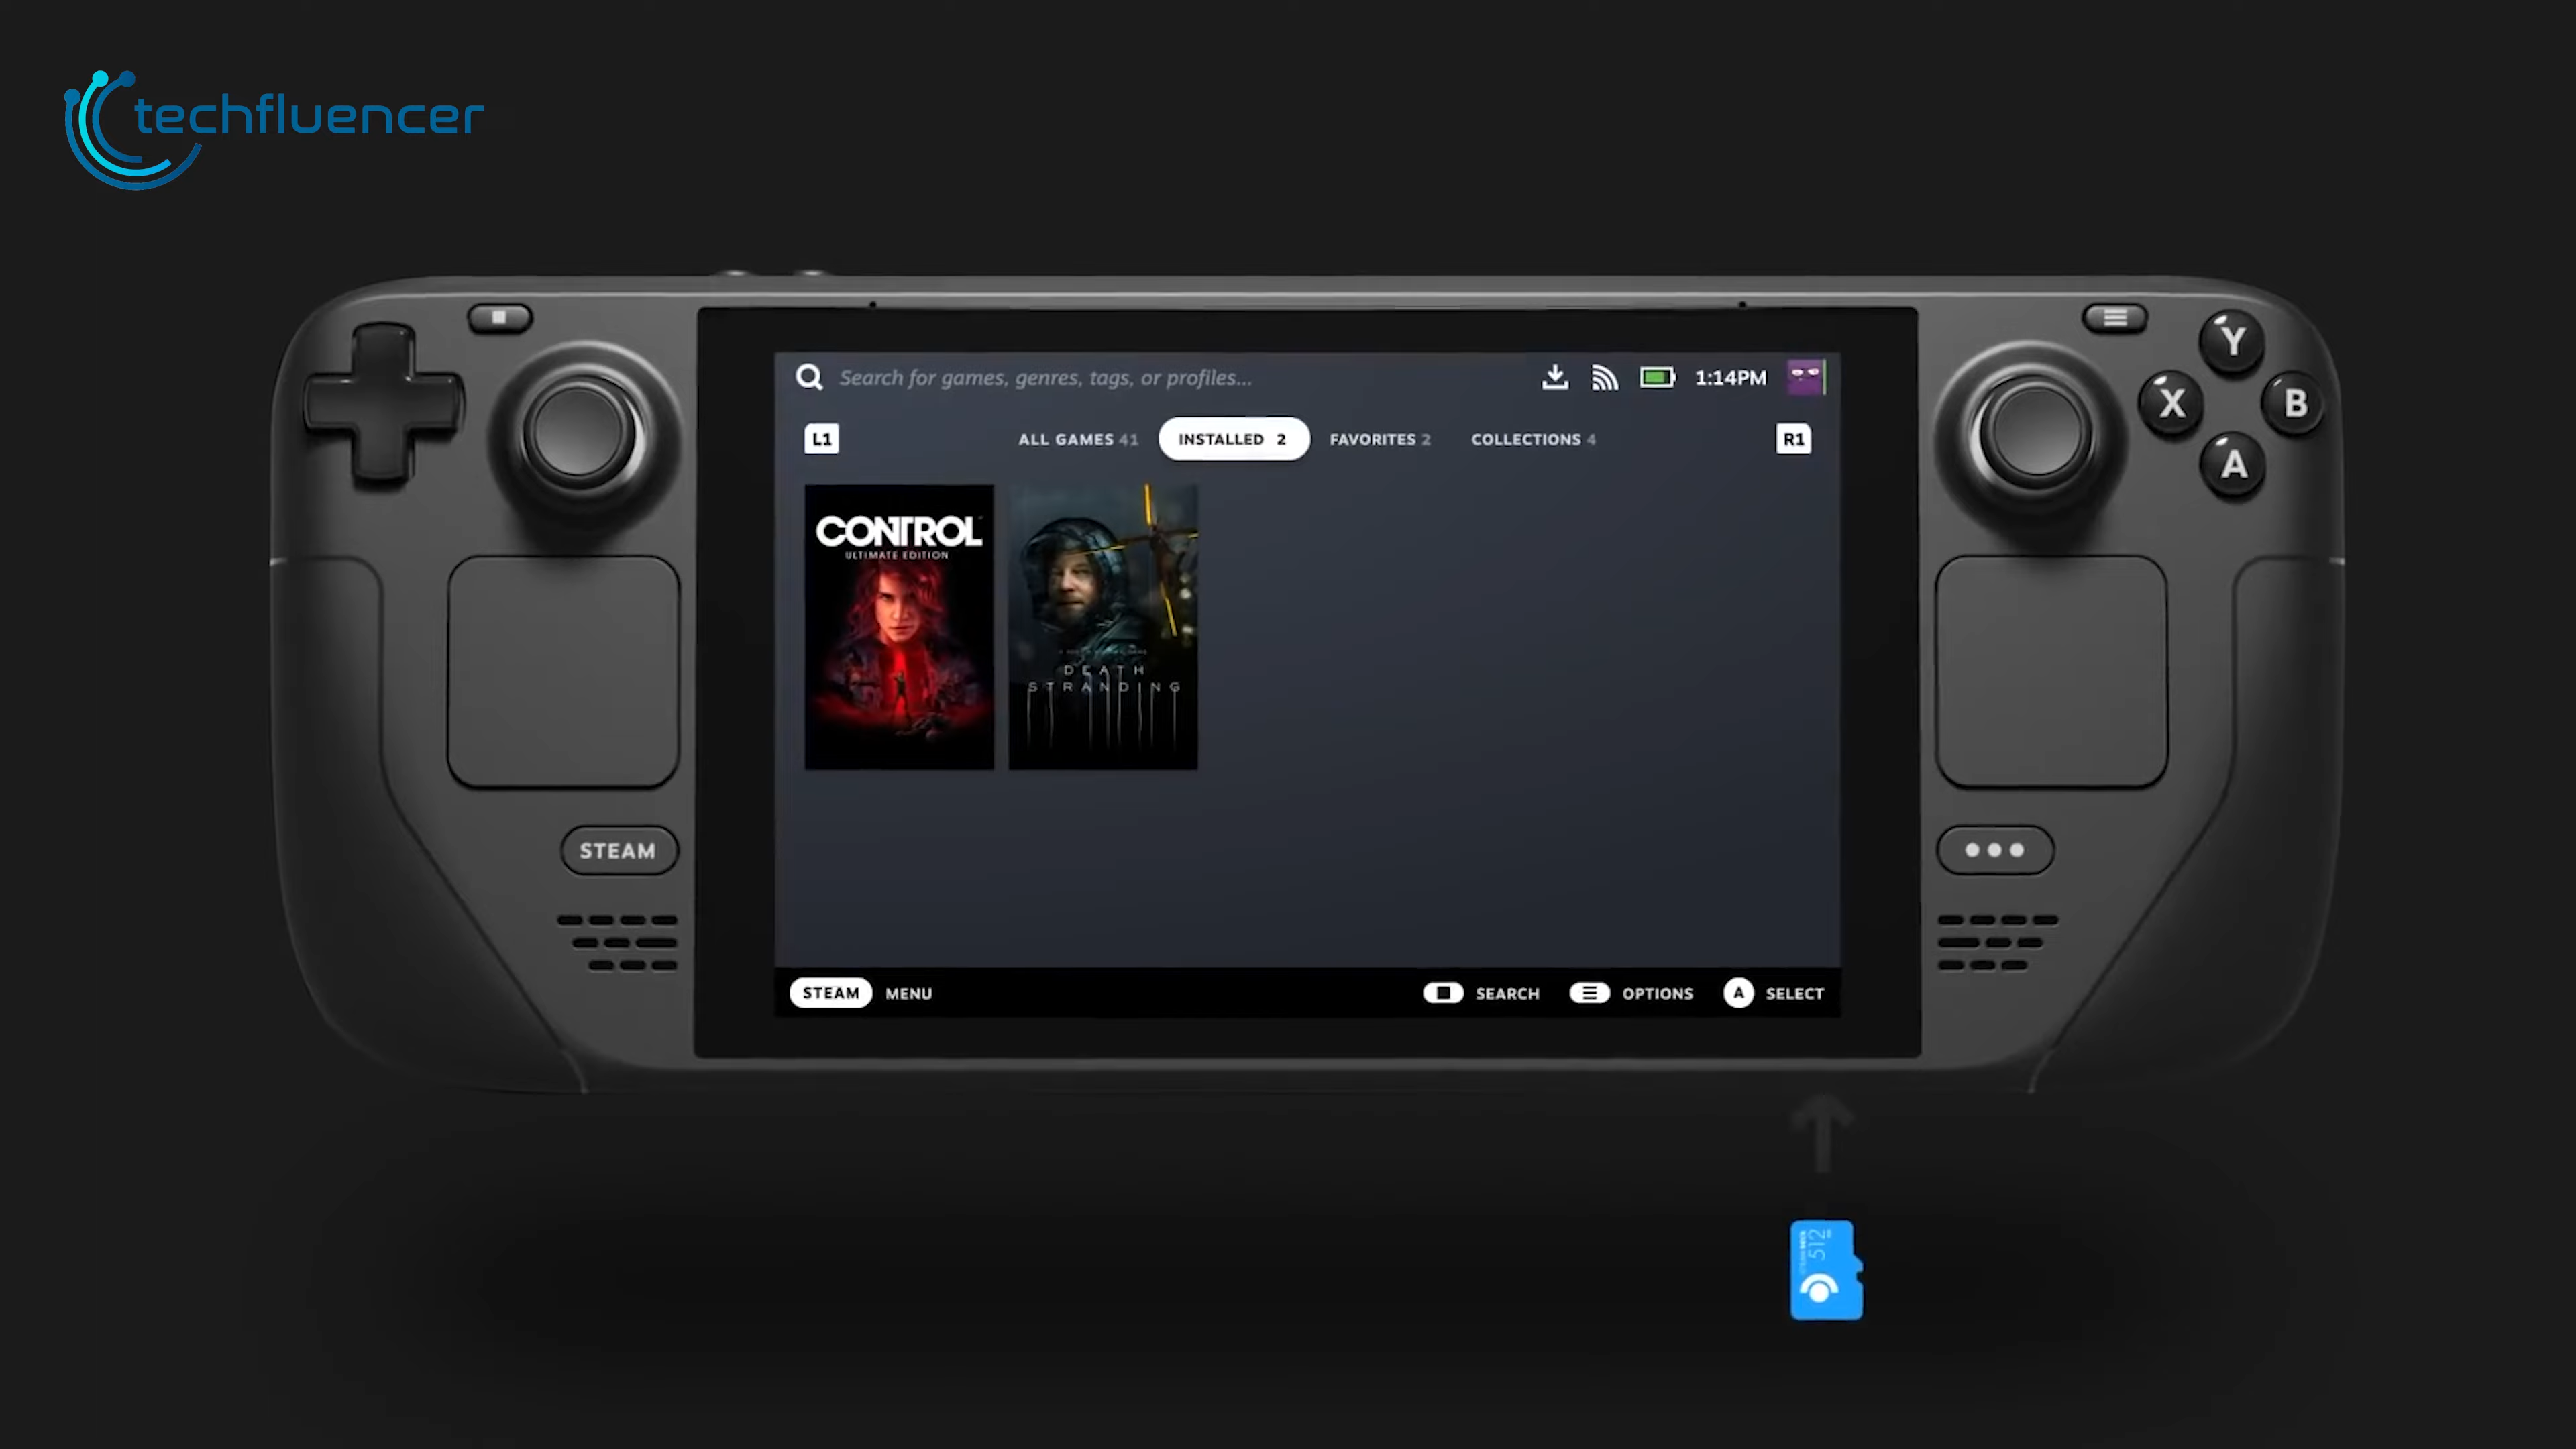 techfluencer
Y
X
B
A
Search for games, genres, tags, or profiles...
1:14PM
L1
ALL GAMES 41
INSTALLED 2
FAVORITES 2
COLLECTIONS 4
R1
CONTROL
ULTIMATE EDITION
DEATH
STRANDING
STEAM
STEAM MENU
SEARCH
OPTIONS
A SELECT
512